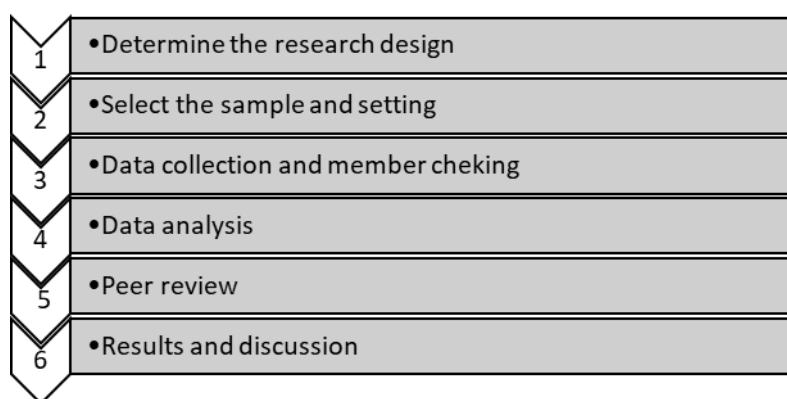 1 •Determine the research design
2 •Select the sample and setting
3 •Data collection and member cheking
4 •Data analysis
5 •Peer review
6 •Results and discussion